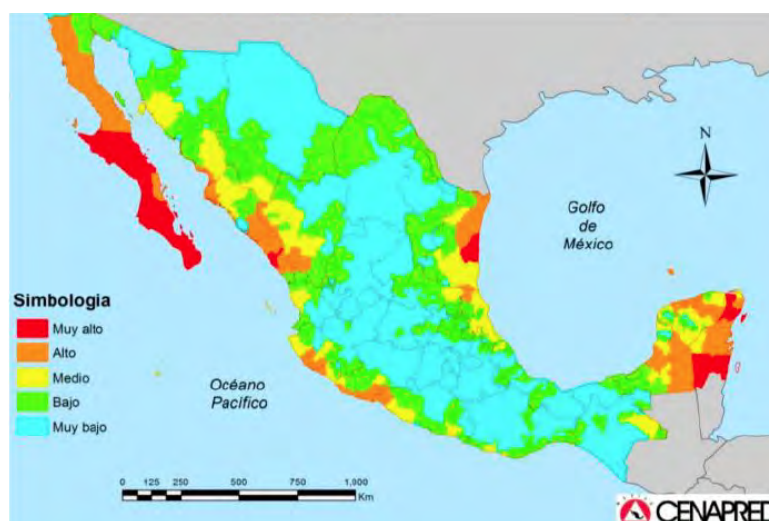 N
Golfo
de
México
Simbologia
Muy alto
Alto
Medio
Bajo
Muy bajo
Océano
Pacífico
0 125 250 500 750 1,000
Km
CENAPRED